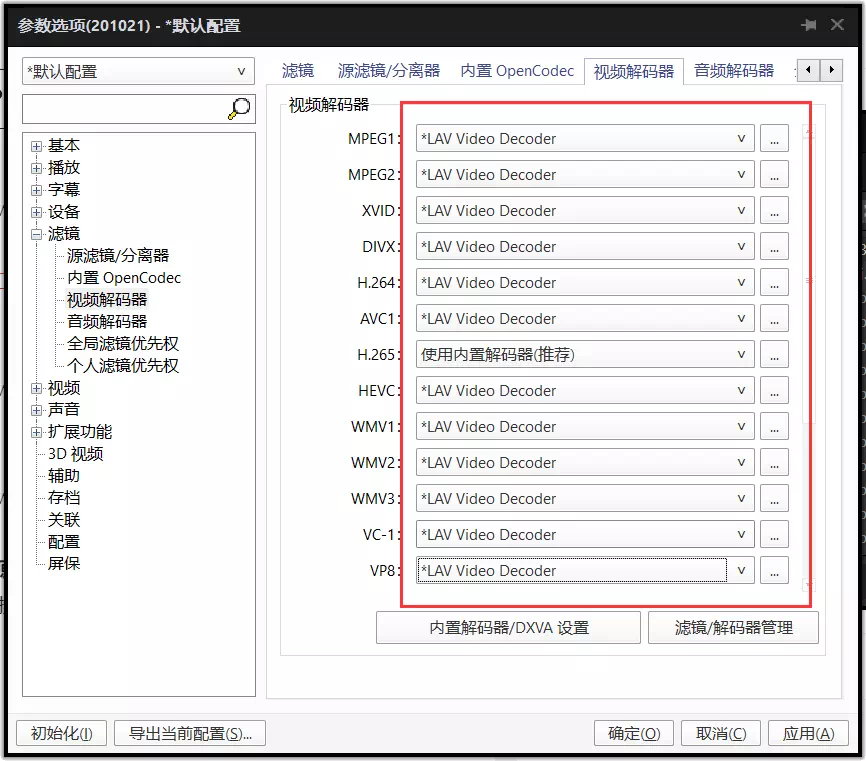 参数选项(201021) - *默认配置
*默认配置
滤镜
源滤镜/分离器
内置 OpenCodec
视频解码器
音频解码器
基本
播放
字幕
设备
滤镜
源滤镜/分离器
内置 OpenCodec
视频解码器
音频解码器
全局滤镜优先权
个人滤镜优先权
视频
声音
扩展功能
3D 视频
辅助
存档
关联
配置
屏保
视频解码器
MPEG1: *LAV Video Decoder ...
MPEG2: *LAV Video Decoder ...
XVID: *LAV Video Decoder ...
DIVX: *LAV Video Decoder ...
H.264: *LAV Video Decoder ...
AVC1: *LAV Video Decoder ...
H.265: 使用内置解码器(推荐) ...
HEVC: *LAV Video Decoder ...
WMV1: *LAV Video Decoder ...
WMV2: *LAV Video Decoder ...
WMV3: *LAV Video Decoder ...
VC-1: *LAV Video Decoder ...
VP8: *LAV Video Decoder ...
内置解码器/DXVA 设置
滤镜/解码器管理
初始化(I)
导出当前配置(S)...
确定(O)
取消(C)
应用(A)